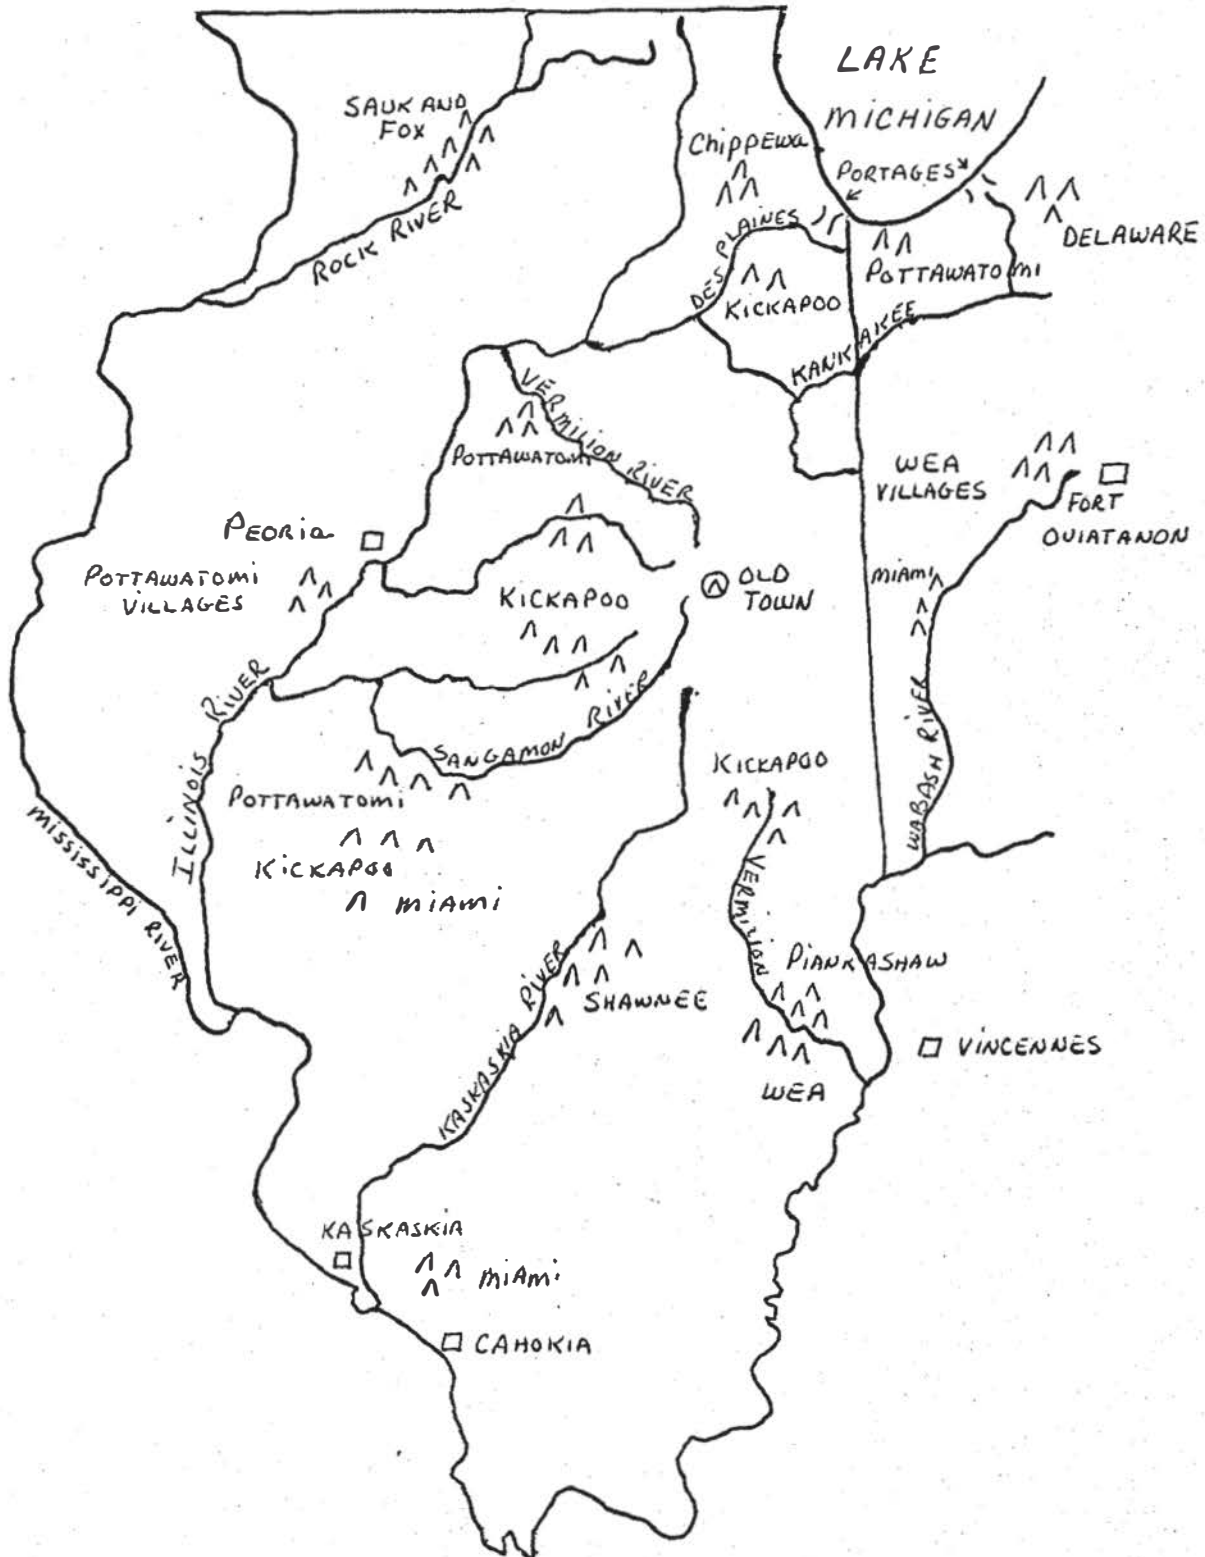 LAKE
MICHIGAN
SAUK AND
FOX
ROCK RIVER
Chippewa
PORTAGES
DES PLAINES
DELAWARE
POTTAWATOMI
KICKAPOO
KANKAKEE
VERMILION RIVER
POTTAWATOMI
WEA
VILLAGES
FORT
OUIATANON
PEORIA
POTTAWATOMI
VILLAGES
KICKAPOO
OLD
TOWN
MIAMI
ILLINOIS RIVER
SANGAMON RIVER
WABASH RIVER
POTTAWATOMI
KICKAPOO
MISSISSIPPI RIVER
KICKAPOO
MIAMI
VERMILION
KASKASKIA RIVER
SHAWNEE
PIANKASHAW
VINCENNES
WEA
KASKASKIA
MIAMI
CAHOKIA